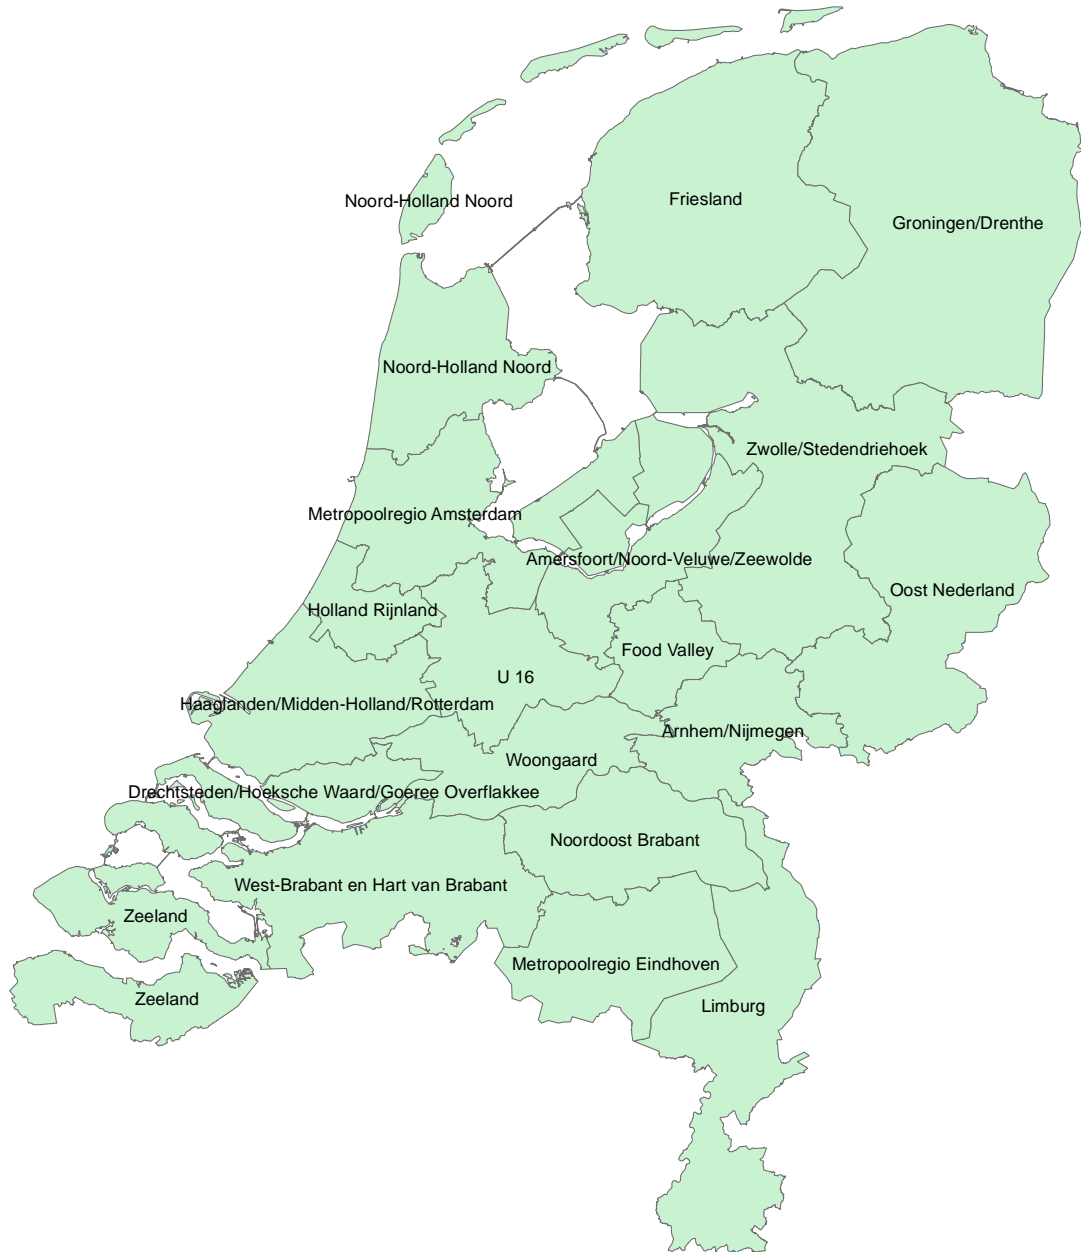 Friesland
Noord-Holland Noord
Groningen/Drenthe
Noord-Holland Noord
Zwolle/Stedendriehoek
Metropoolregio Amsterdam
Amersfoort/Noord-Veluwe/Zeewolde
Oost Nederland
Holland Rijnland
Food Valley
U 16
Haaglanden/Midden-Holland/Rotterdam
Arnhem/Nijmegen
Woongaard
Drechtsteden/Hoeksche Waard/Goeree Overflakkee
Noordoost Brabant
West-Brabant en Hart van Brabant
Zeeland
Metropoolregio Eindhoven
Zeeland
Limburg